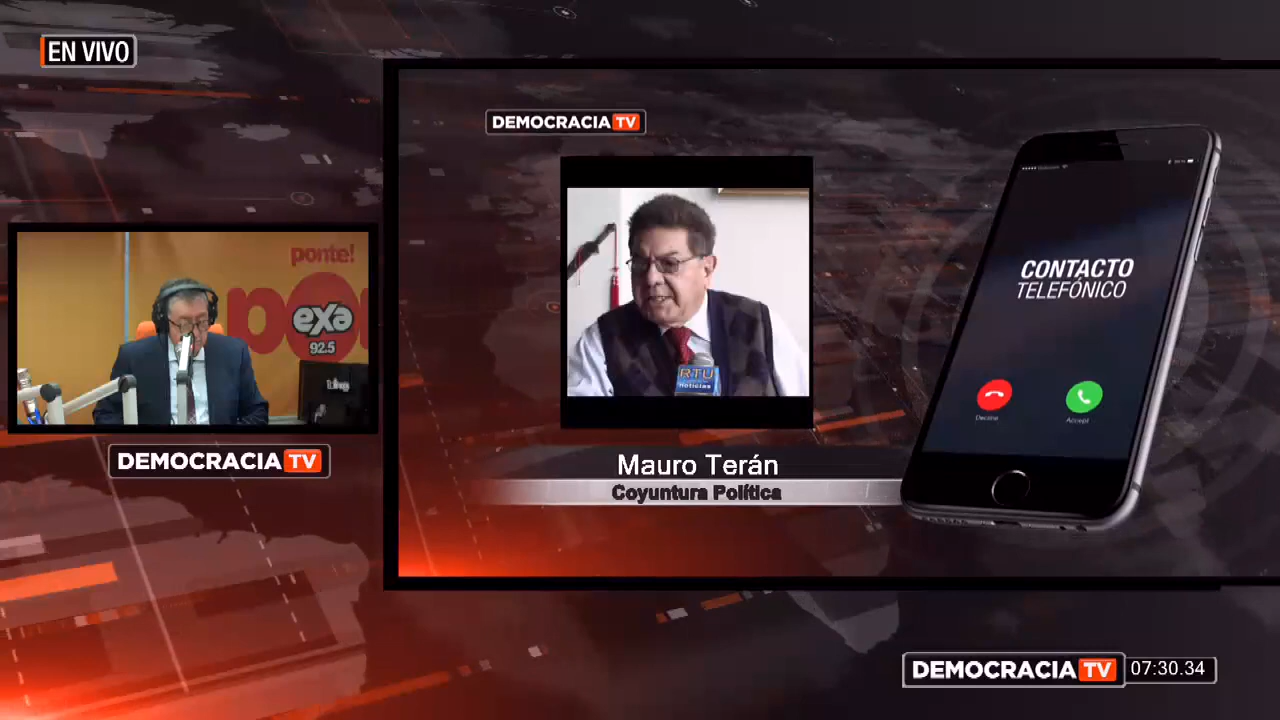 EN VIVO
DEMOCRACIA TV
ponte!
exa
92.5
DEMOCRACIA TV
RTU
Noticias
Mauro Terán
Coyuntura Política
CONTACTO
TELEFÓNICO
Decline
Accept
DEMOCRACIA TV 07:30.34